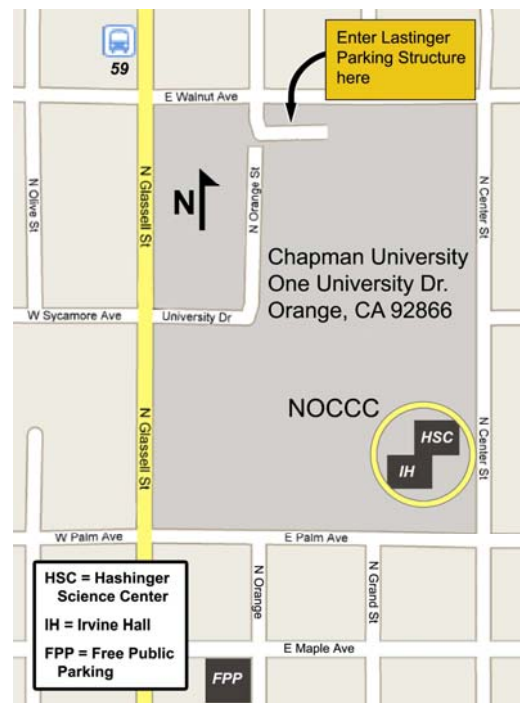 59
Enter Lastinger
Parking Structure
here
E Walnut Ave
N Olive St
N Glassell St
N Orange St
N Center St
N
Chapman University
One University Dr.
Orange, CA 92866
W Sycamore Ave
University Dr
NOCCC
HSC
IH
N Glassell St
N Center St
W Palm Ave
E Palm Ave
HSC = Hashinger
Science Center
IH = Irvine Hall
FPP = Free Public
Parking
N Orange
N Grand St
E Maple Ave
FPP